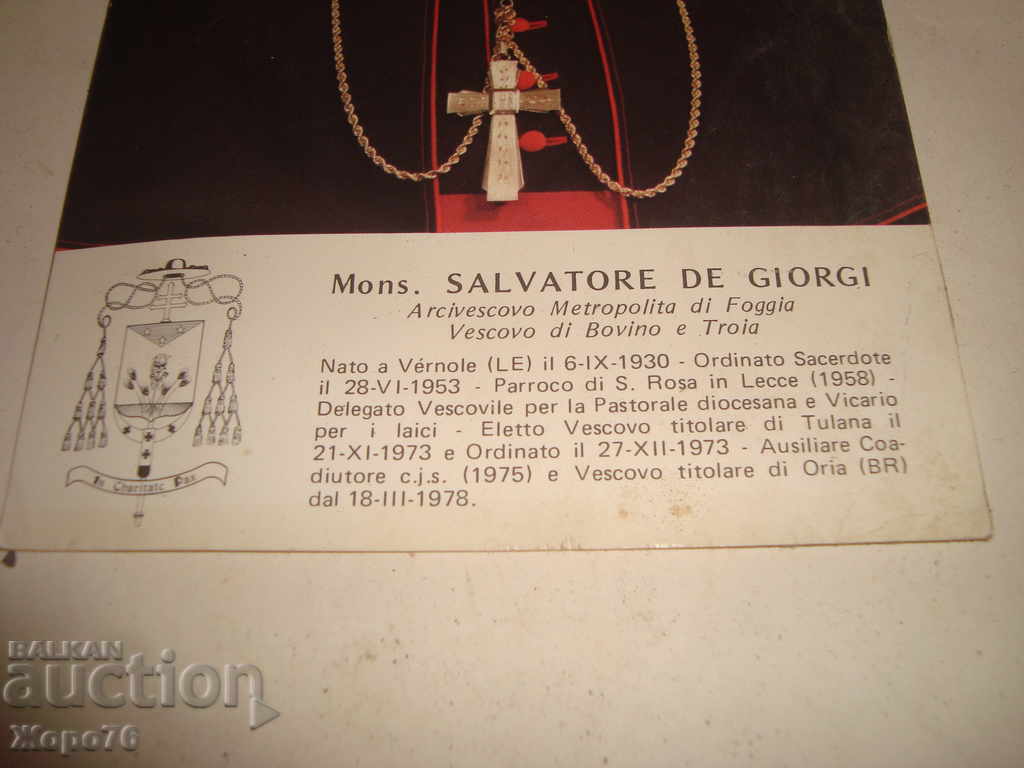 Mons. SALVATORE DE GIORGI
Arcivescovo Metropolita di Foggia
Vescovo di Bovino e Troia
Nato a Vérnole (LE) il 6-IX-1930 - Ordinato Sacerdote
il 28-VI-1953 - Parroco di S. Rosa in Lecce (1958) -
Delegato Vescovile per la Pastorale diocesana e Vicario
per i laici - Eletto Vescovo titolare di Tulana il
21-XI-1973 e Ordinato il 27-XII-1973 - Ausiliare Coa-
diutore c.j.s. (1975) e Vescovo titolare di Oria (BR)
dal 18-III-1978.
In Charitate Pax
BALKAN
auction
Жоро76